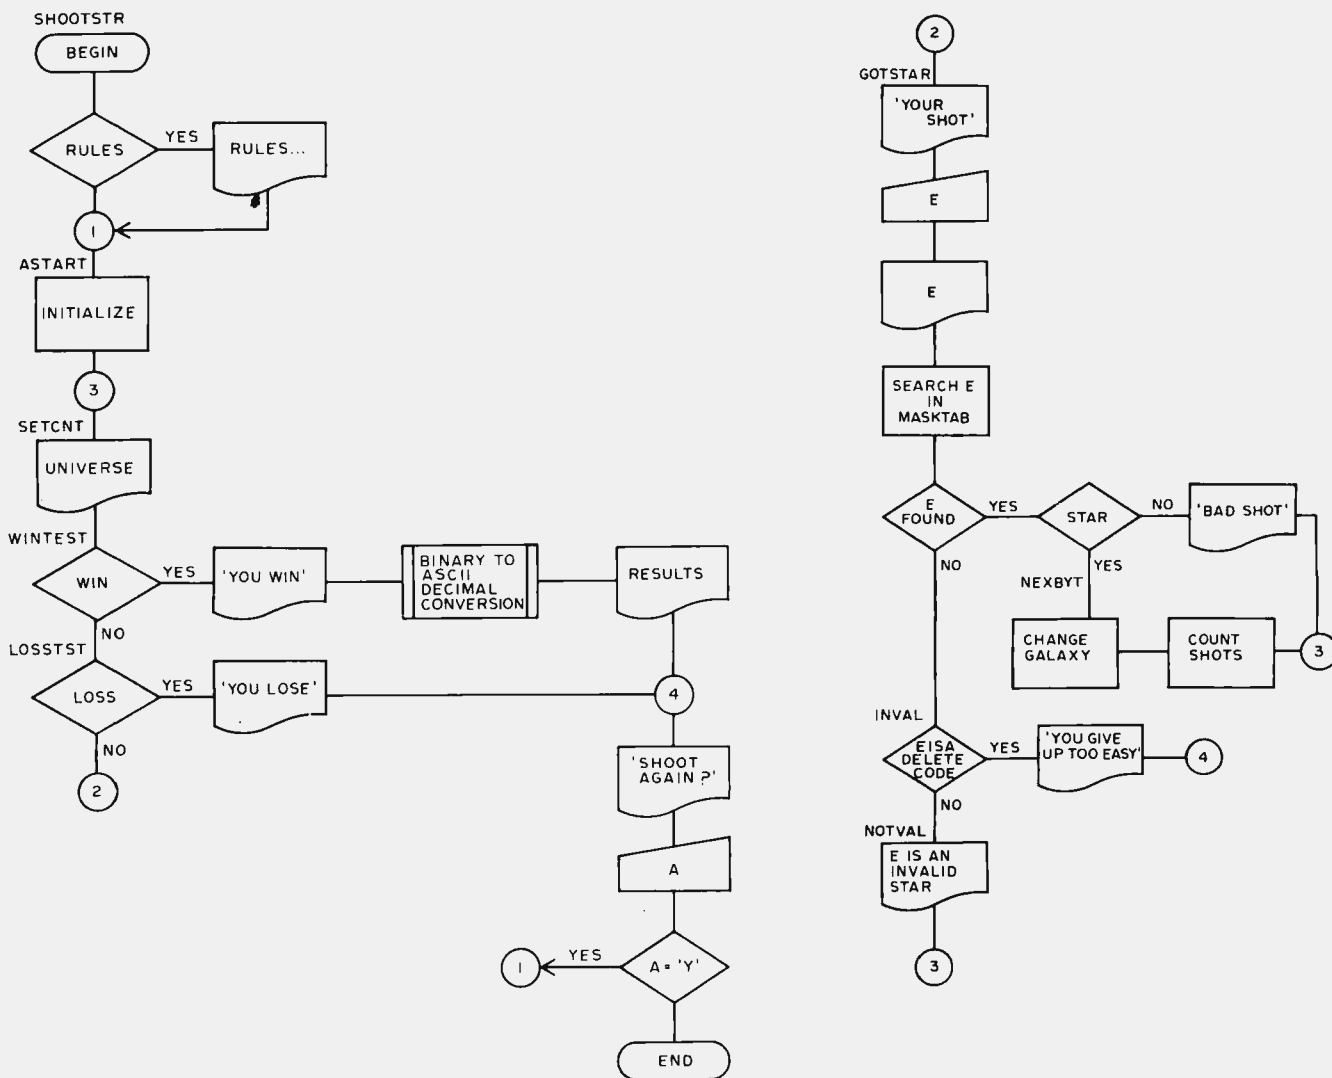 SHOOTSTR
BEGIN
RULES
YES
RULES...
1
ASTART
INITIALIZE
3
SETCNT
UNIVERSE
WINTEST
WIN
YES
'YOU WIN'
BINARY TO
ASCII
DECIMAL
CONVERSION
RESULTS
NO
LOSSTST
LOSS
YES
'YOU LOSE'
4
NO
2
'SHOOT
AGAIN?'
A
A = 'Y'
YES
1
END
2
GOTSTAR
'YOUR
SHOT'
E
E
SEARCH E
IN
MASKTAB
E
FOUND
YES
STAR
NO
'BAD SHOT'
NO
YES
NEXBYT
CHANGE
GALAXY
COUNT
SHOTS
3
INVAL
E IS A
DELETE
CODE
YES
'YOU GIVE
UP TOO EASY'
4
NO
NOTVAL
E IS AN
INVALID
STAR
3